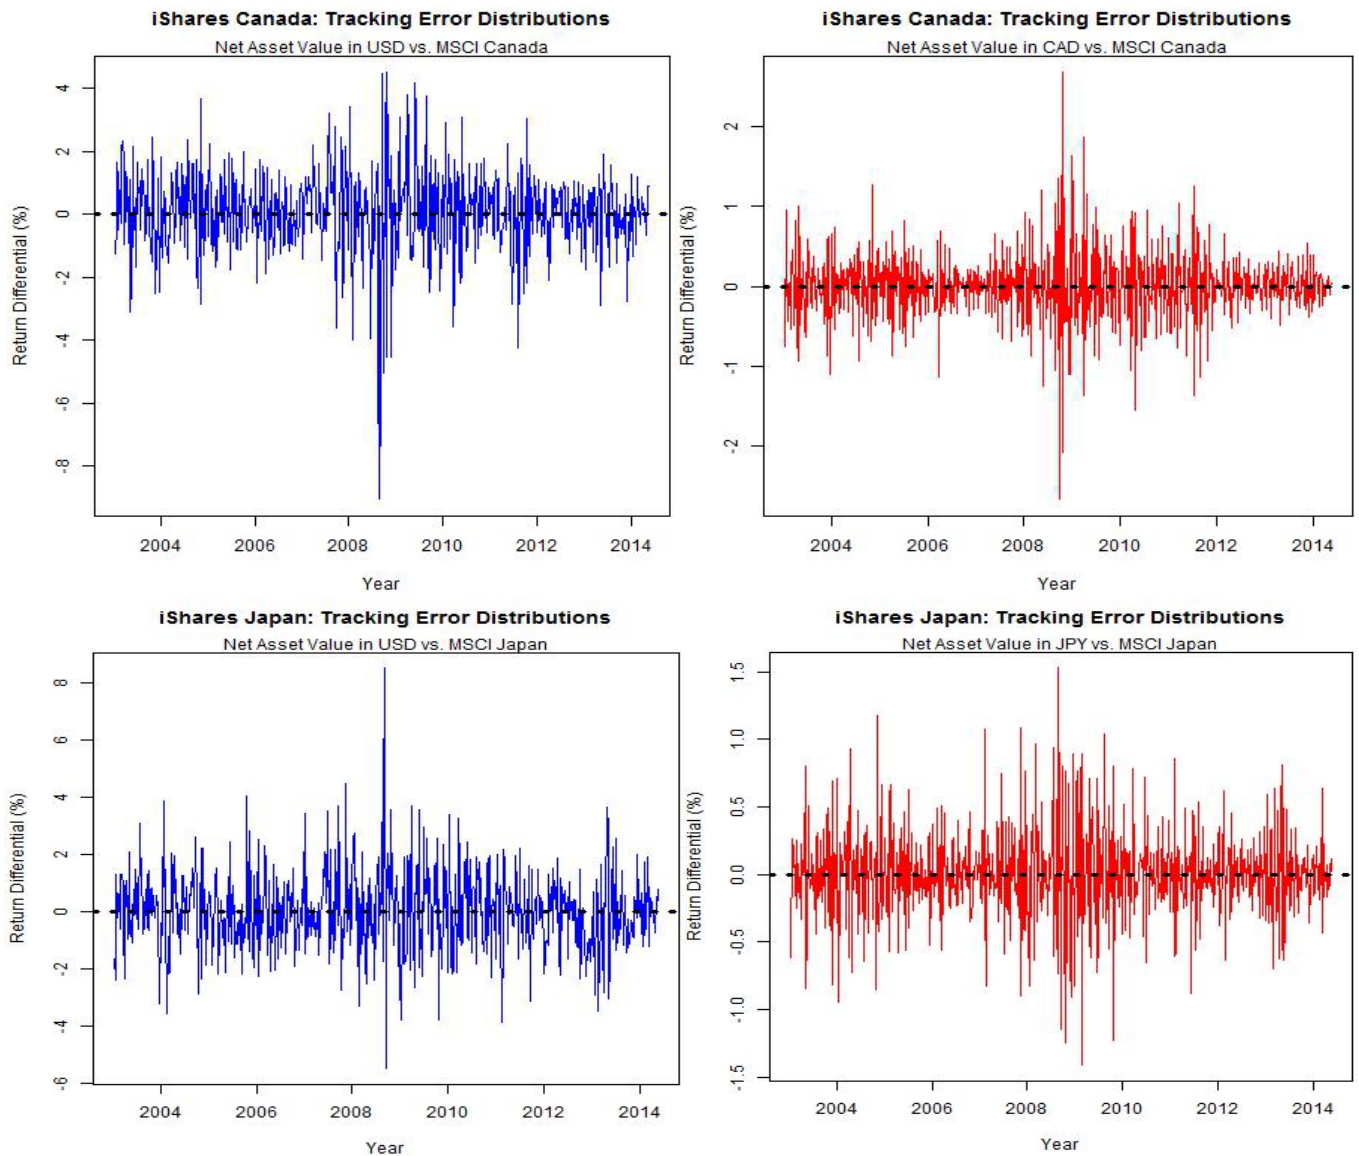 iShares Canada: Tracking Error Distributions
Net Asset Value in USD vs. MSCI Canada
4
2
0
-2
-4
-6
-8
Return Differential (%)
2004 2006 2008 2010 2012 2014
Year
iShares Canada: Tracking Error Distributions
Net Asset Value in CAD vs. MSCI Canada
2
1
0
-1
-2
Return Differential (%)
2004 2006 2008 2010 2012 2014
Year
iShares Japan: Tracking Error Distributions
Net Asset Value in USD vs. MSCI Japan
8
6
4
2
0
-2
-4
-6
Return Differential (%)
2004 2006 2008 2010 2012 2014
Year
iShares Japan: Tracking Error Distributions
Net Asset Value in JPY vs. MSCI Japan
1.5
1.0
0.5
0.0
-0.5
-1.0
-1.5
Return Differential (%)
2004 2006 2008 2010 2012 2014
Year